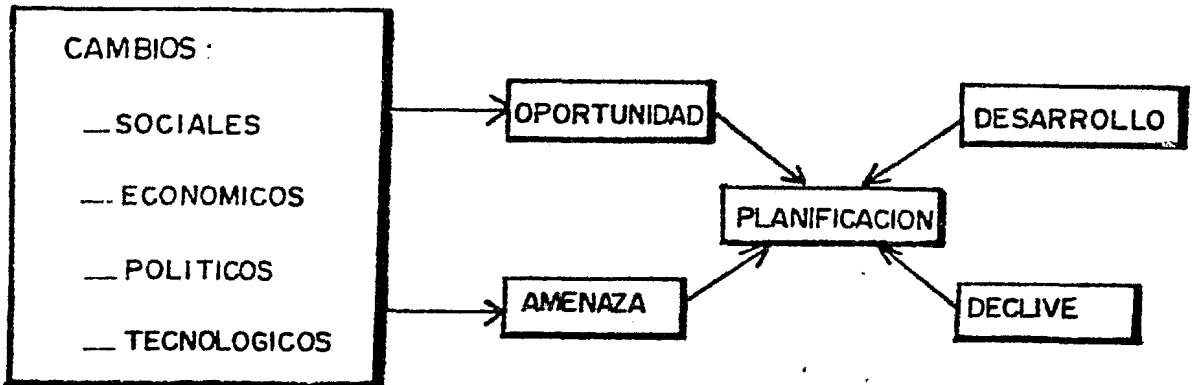 CAMBIOS :
— SOCIALES
—. ECONOMICOS
— POLITICOS
— TECNOLOGICOS
OPORTUNIDAD
AMENAZA
PLANIFICACION
DESARROLLO
DECLIVE